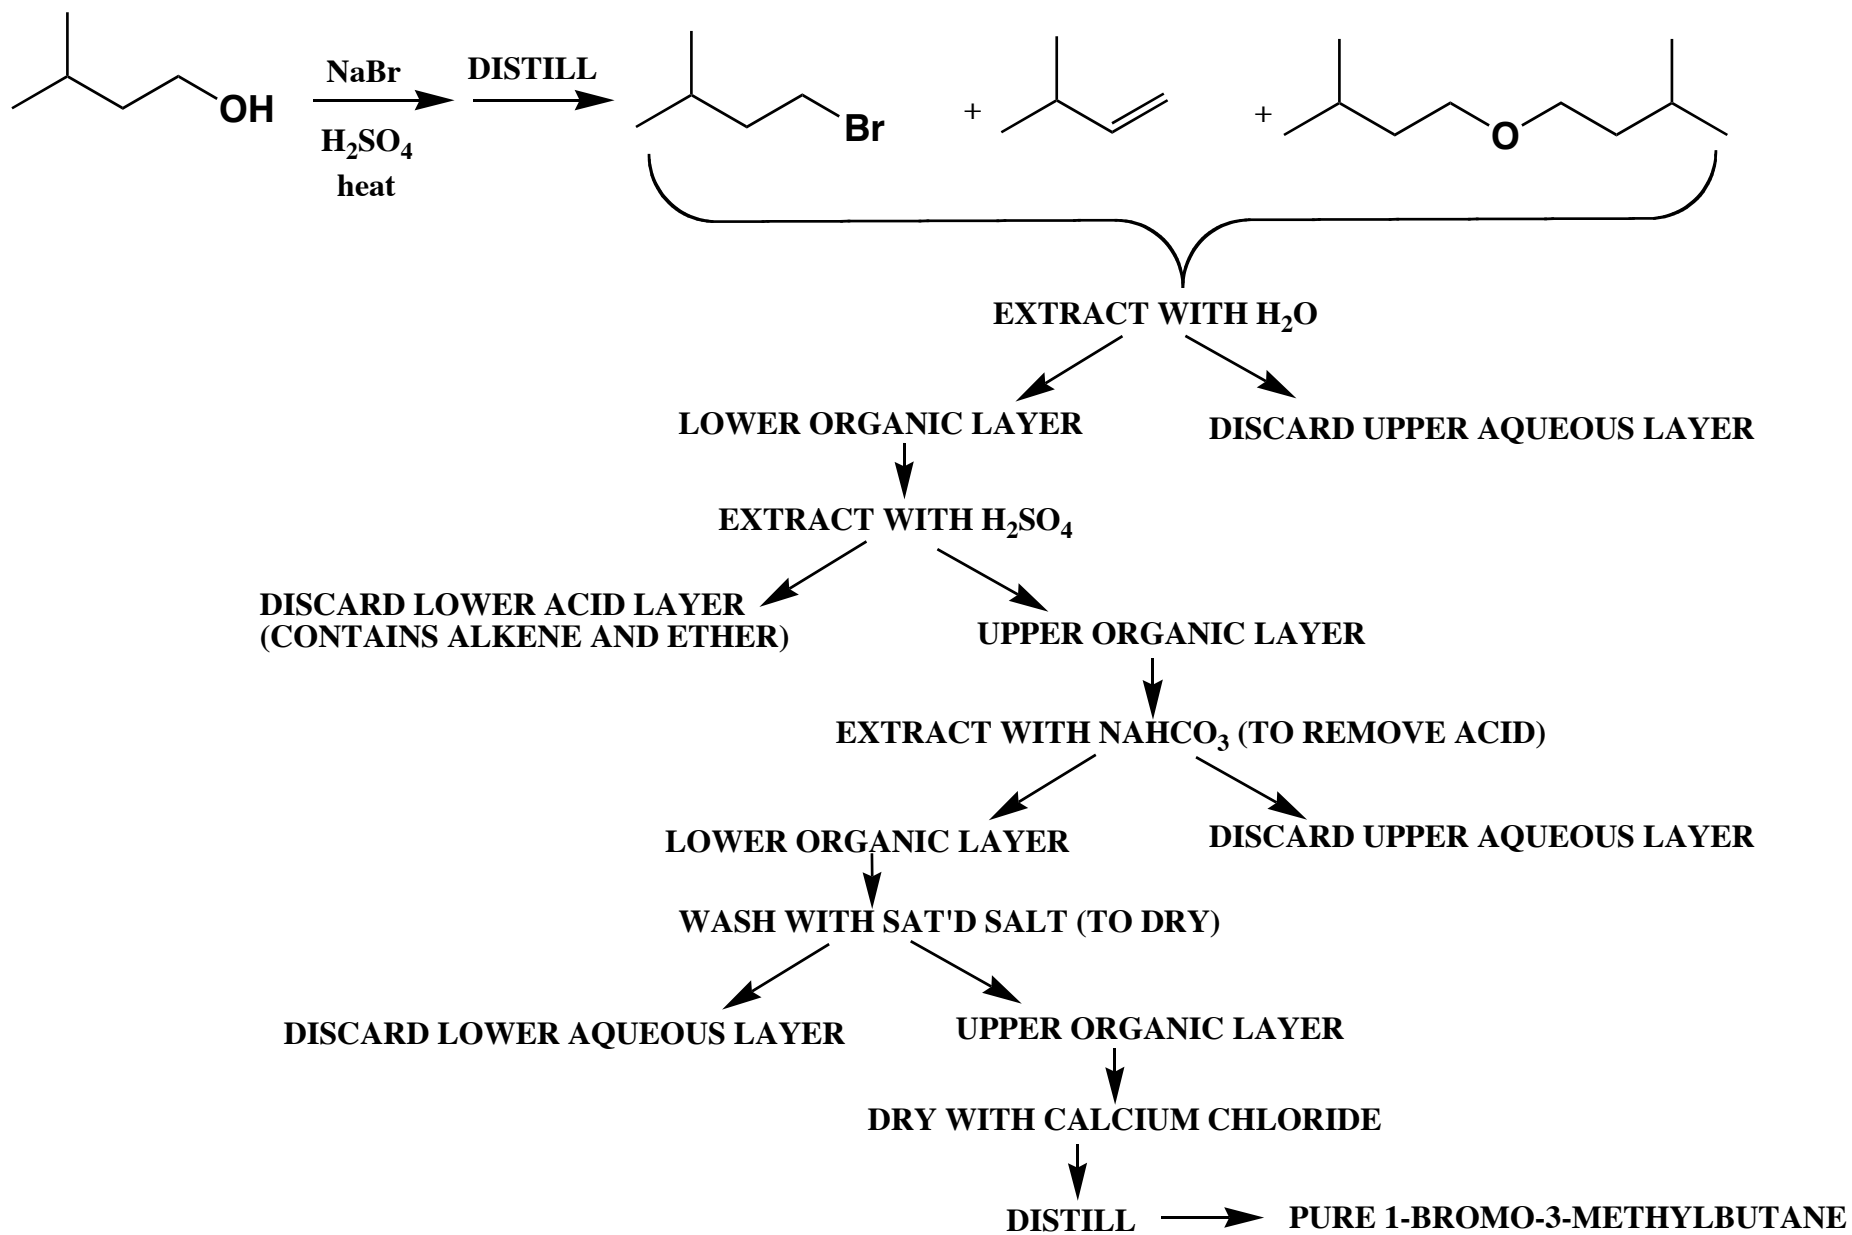 NaBr
DISTILL
OH
H₂SO₄
heat
Br
+
+
O
EXTRACT WITH H₂O
LOWER ORGANIC LAYER
DISCARD UPPER AQUEOUS LAYER
EXTRACT WITH H₂SO₄
DISCARD LOWER ACID LAYER
(CONTAINS ALKENE AND ETHER)
UPPER ORGANIC LAYER
EXTRACT WITH NAHCO₃ (TO REMOVE ACID)
LOWER ORGANIC LAYER
DISCARD UPPER AQUEOUS LAYER
WASH WITH SAT'D SALT (TO DRY)
DISCARD LOWER AQUEOUS LAYER
UPPER ORGANIC LAYER
DRY WITH CALCIUM CHLORIDE
DISTILL
PURE 1-BROMO-3-METHYLBUTANE